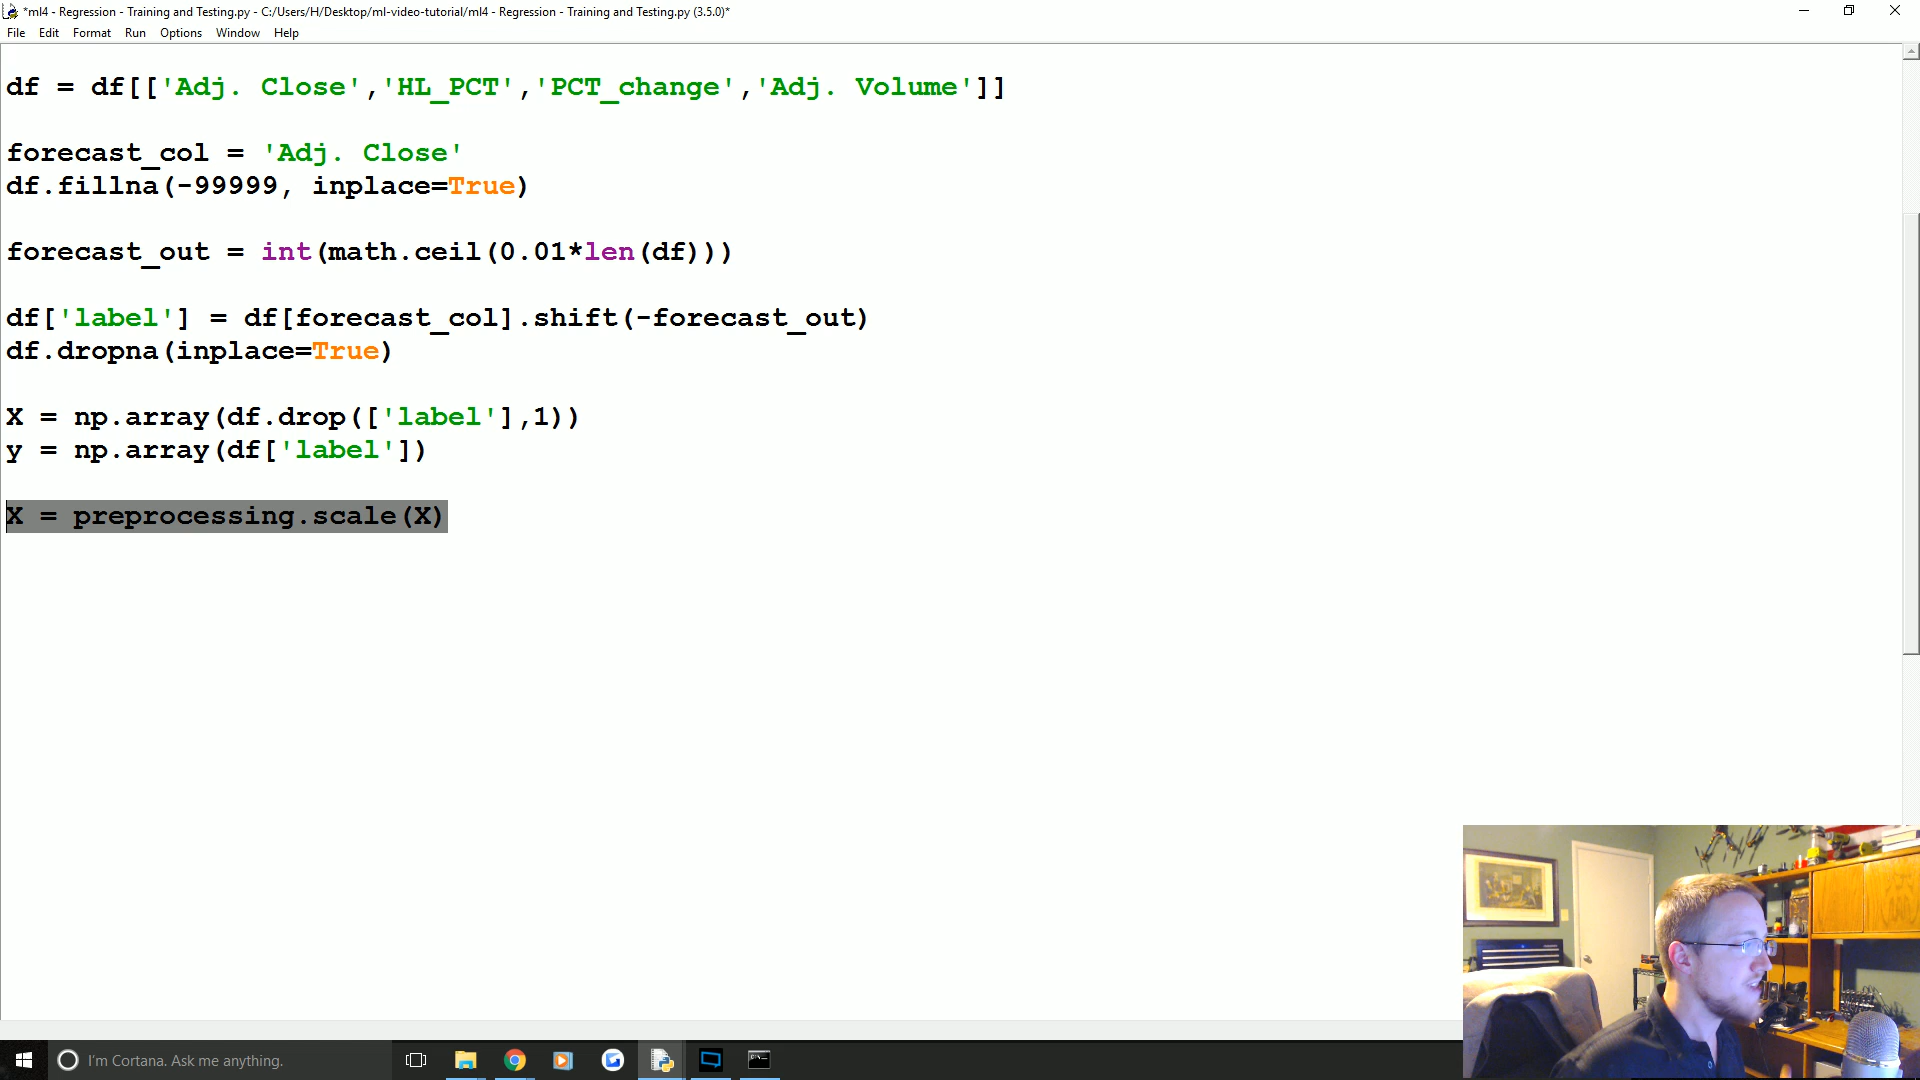 *ml4 - Regression - Training and Testing.py - C:/Users/H/Desktop/ml-video-tutorial/ml4 - Regression - Training and Testing.py (3.5.0)*
File Edit Format Run Options Window Help
df = df[['Adj. Close','HL_PCT','PCT_change','Adj. Volume']]
forecast_col = 'Adj. Close'
df.fillna(-99999, inplace=True)
forecast_out = int(math.ceil(0.01*len(df)))
df['label'] = df[forecast_col].shift(-forecast_out)
df.dropna(inplace=True)
X = np.array(df.drop(['label'],1))
y = np.array(df['label'])
X = preprocessing.scale(X)
I'm Cortana. Ask me anything.